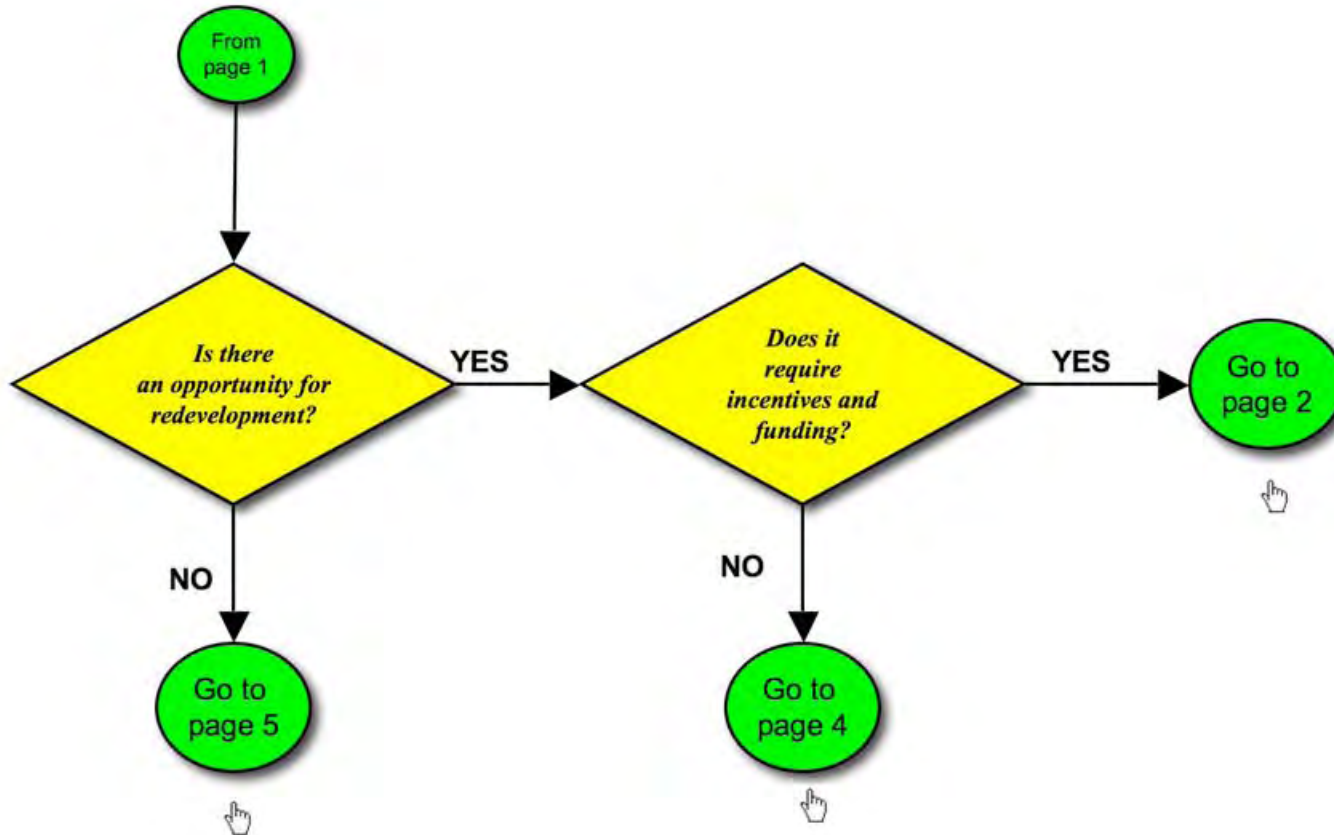 From
page 1
Is there
an opportunity for
redevelopment?
YES
Does it
require
incentives and
funding?
YES
Go to
page 2
NO
NO
Go to
page 5
Go to
page 4